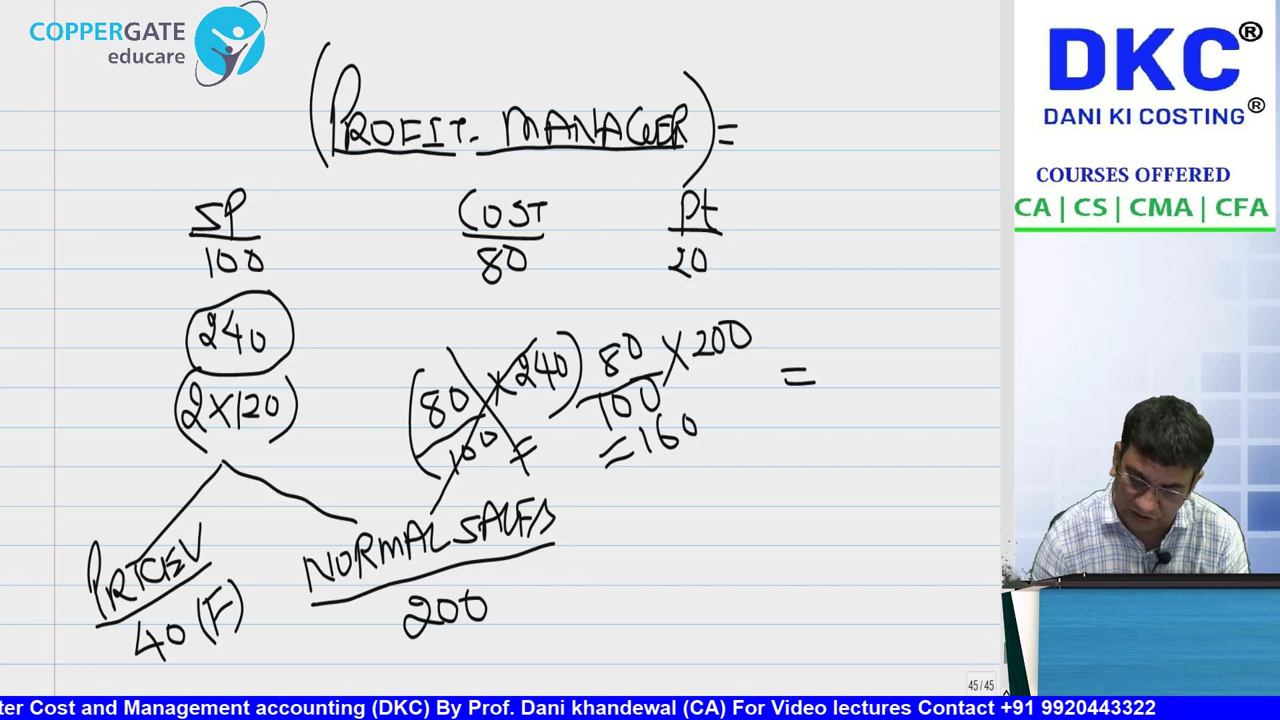 COPPERGATE
educare
(PROFIT. MANAGER) =
SP COST Pt
100 80 20
240
(2 X 120)
(80/100 X 240) 80/100 X 200 =
= 160
PRICE V NORMAL SALES
40 (F) 200
45 / 45
DKC®
DANI KI COSTING®
COURSES OFFERED
CA | CS | CMA | CFA
ter Cost and Management accounting (DKC) By Prof. Dani khandewal (CA) For Video lectures Contact +91 9920443322